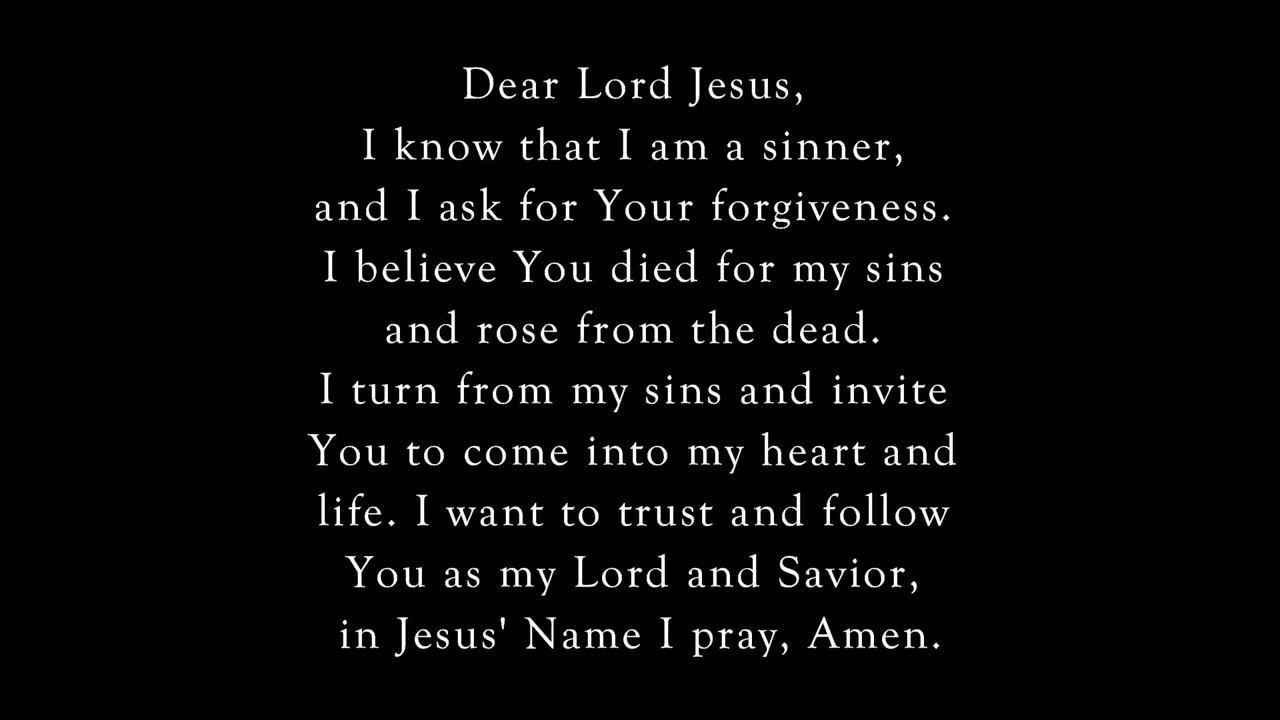 Dear Lord Jesus,
I know that I am a sinner,
and I ask for Your forgiveness.
I believe You died for my sins
and rose from the dead.
I turn from my sins and invite
You to come into my heart and
life. I want to trust and follow
You as my Lord and Savior,
in Jesus' Name I pray, Amen.